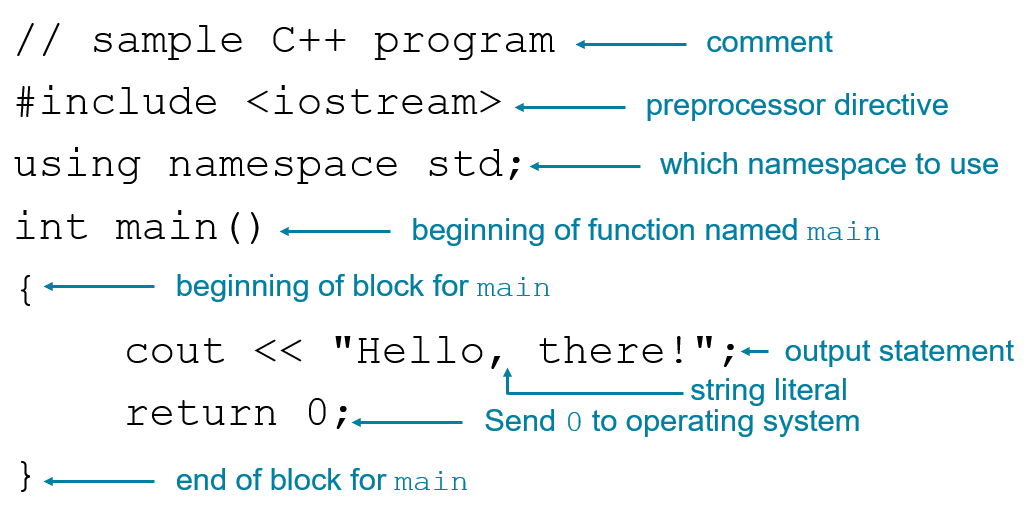 // sample C++ program comment
#include <iostream> preprocessor directive
using namespace std; which namespace to use
int main() beginning of function named main
{ beginning of block for main
cout << "Hello, there!"; output statement
string literal
return 0; Send 0 to operating system
} end of block for main